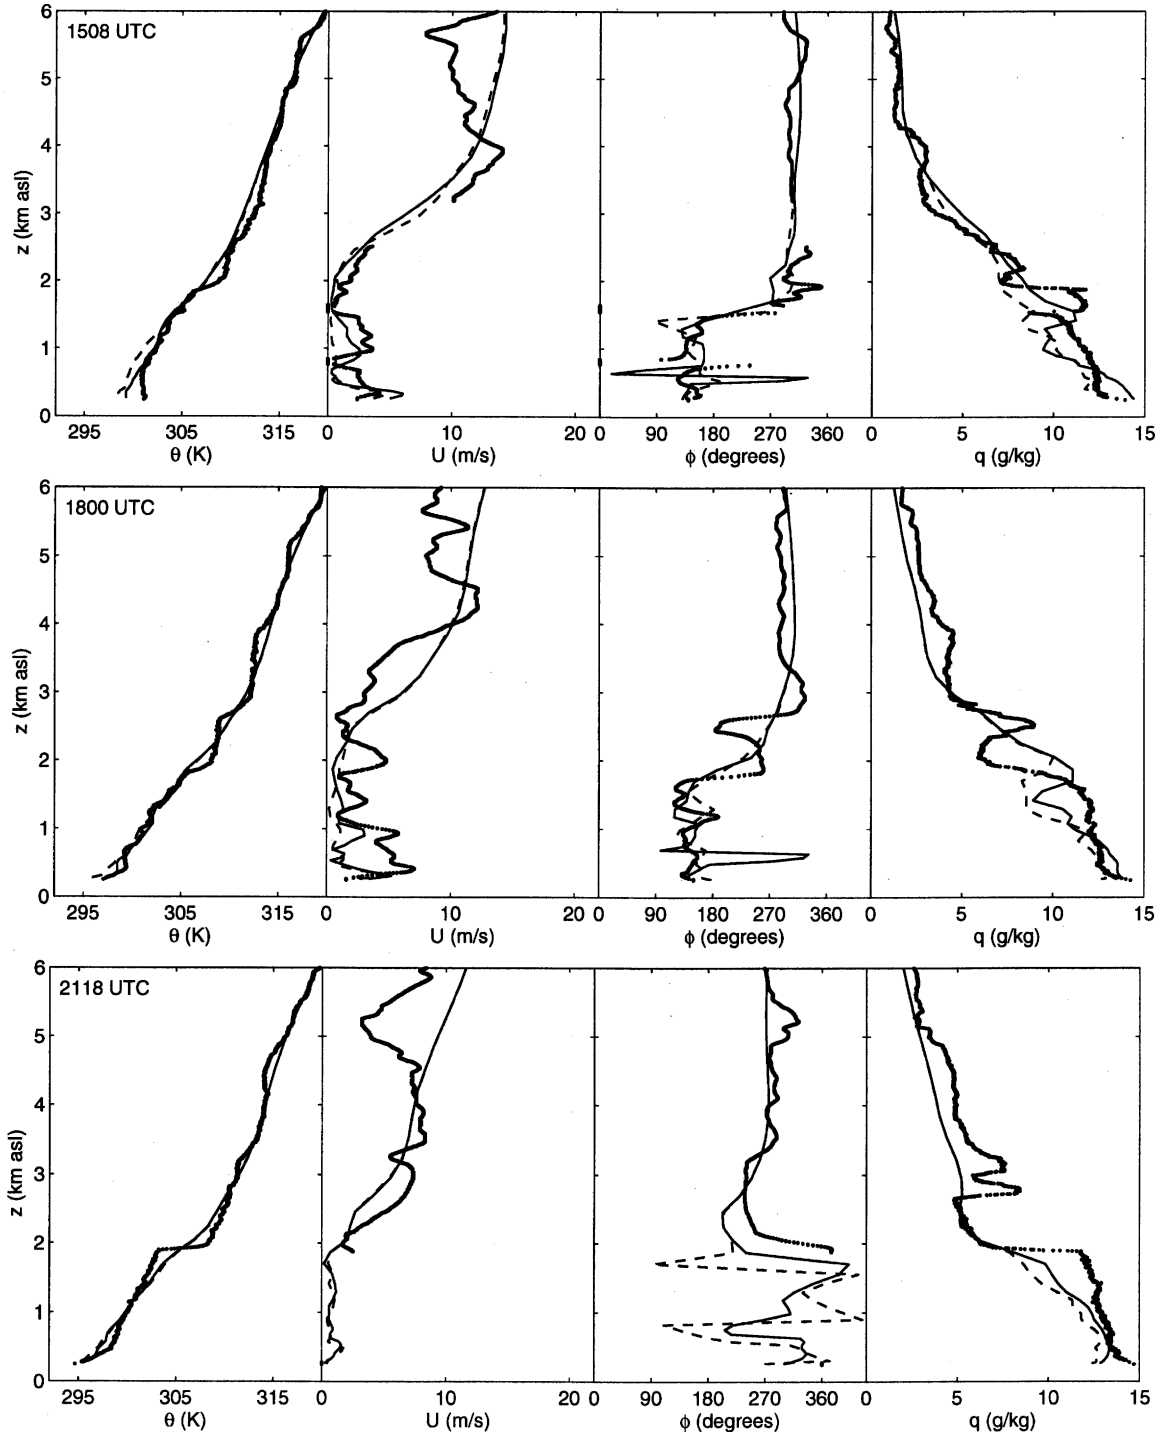 1508 UTC
6
5
4
3
2
1
0
z (km asl)
295 305 315
θ (K)
0 10 20
U (m/s)
0 90 180 270 360
ϕ (degrees)
0 5 10 15
q (g/kg)
1800 UTC
6
5
4
3
2
1
0
z (km asl)
295 305 315
θ (K)
0 10 20
U (m/s)
0 90 180 270 360
ϕ (degrees)
0 5 10 15
q (g/kg)
2118 UTC
6
5
4
3
2
1
0
z (km asl)
295 305 315
θ (K)
0 10 20
U (m/s)
0 90 180 270 360
ϕ (degrees)
0 5 10 15
q (g/kg)